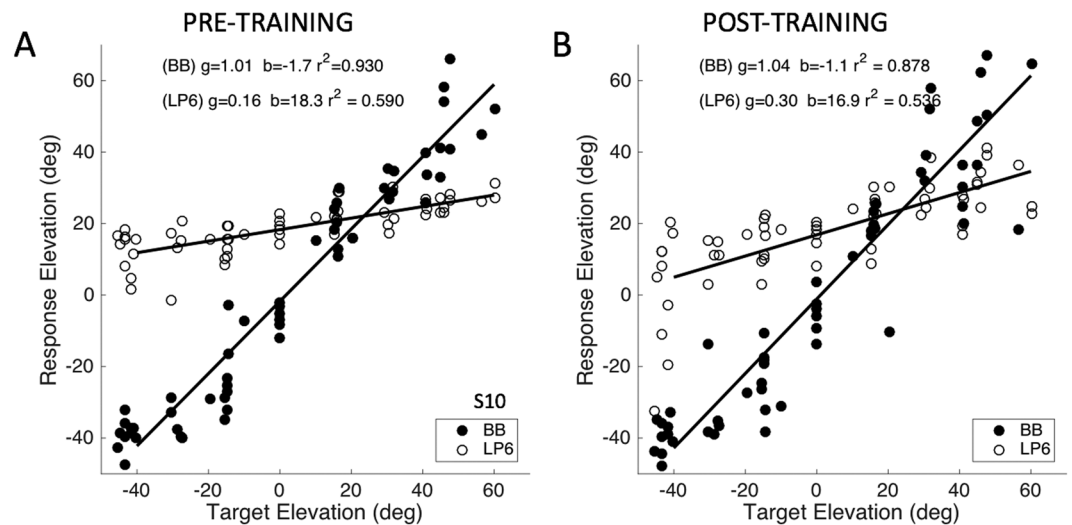 PRE-TRAINING
A
(BB) g=1.01 b=-1.7 r²=0.930
(LP6) g=0.16 b=18.3 r² = 0.590
60
40
20
0
-20
-40
Response Elevation (deg)
S10
BB
LP6
-40 -20 0 20 40 60
Target Elevation (deg)
POST-TRAINING
B
(BB) g=1.04 b=-1.1 r² = 0.878
(LP6) g=0.30 b=16.9 r² = 0.536
60
40
20
0
-20
-40
Response Elevation (deg)
BB
LP6
-40 -20 0 20 40 60
Target Elevation (deg)